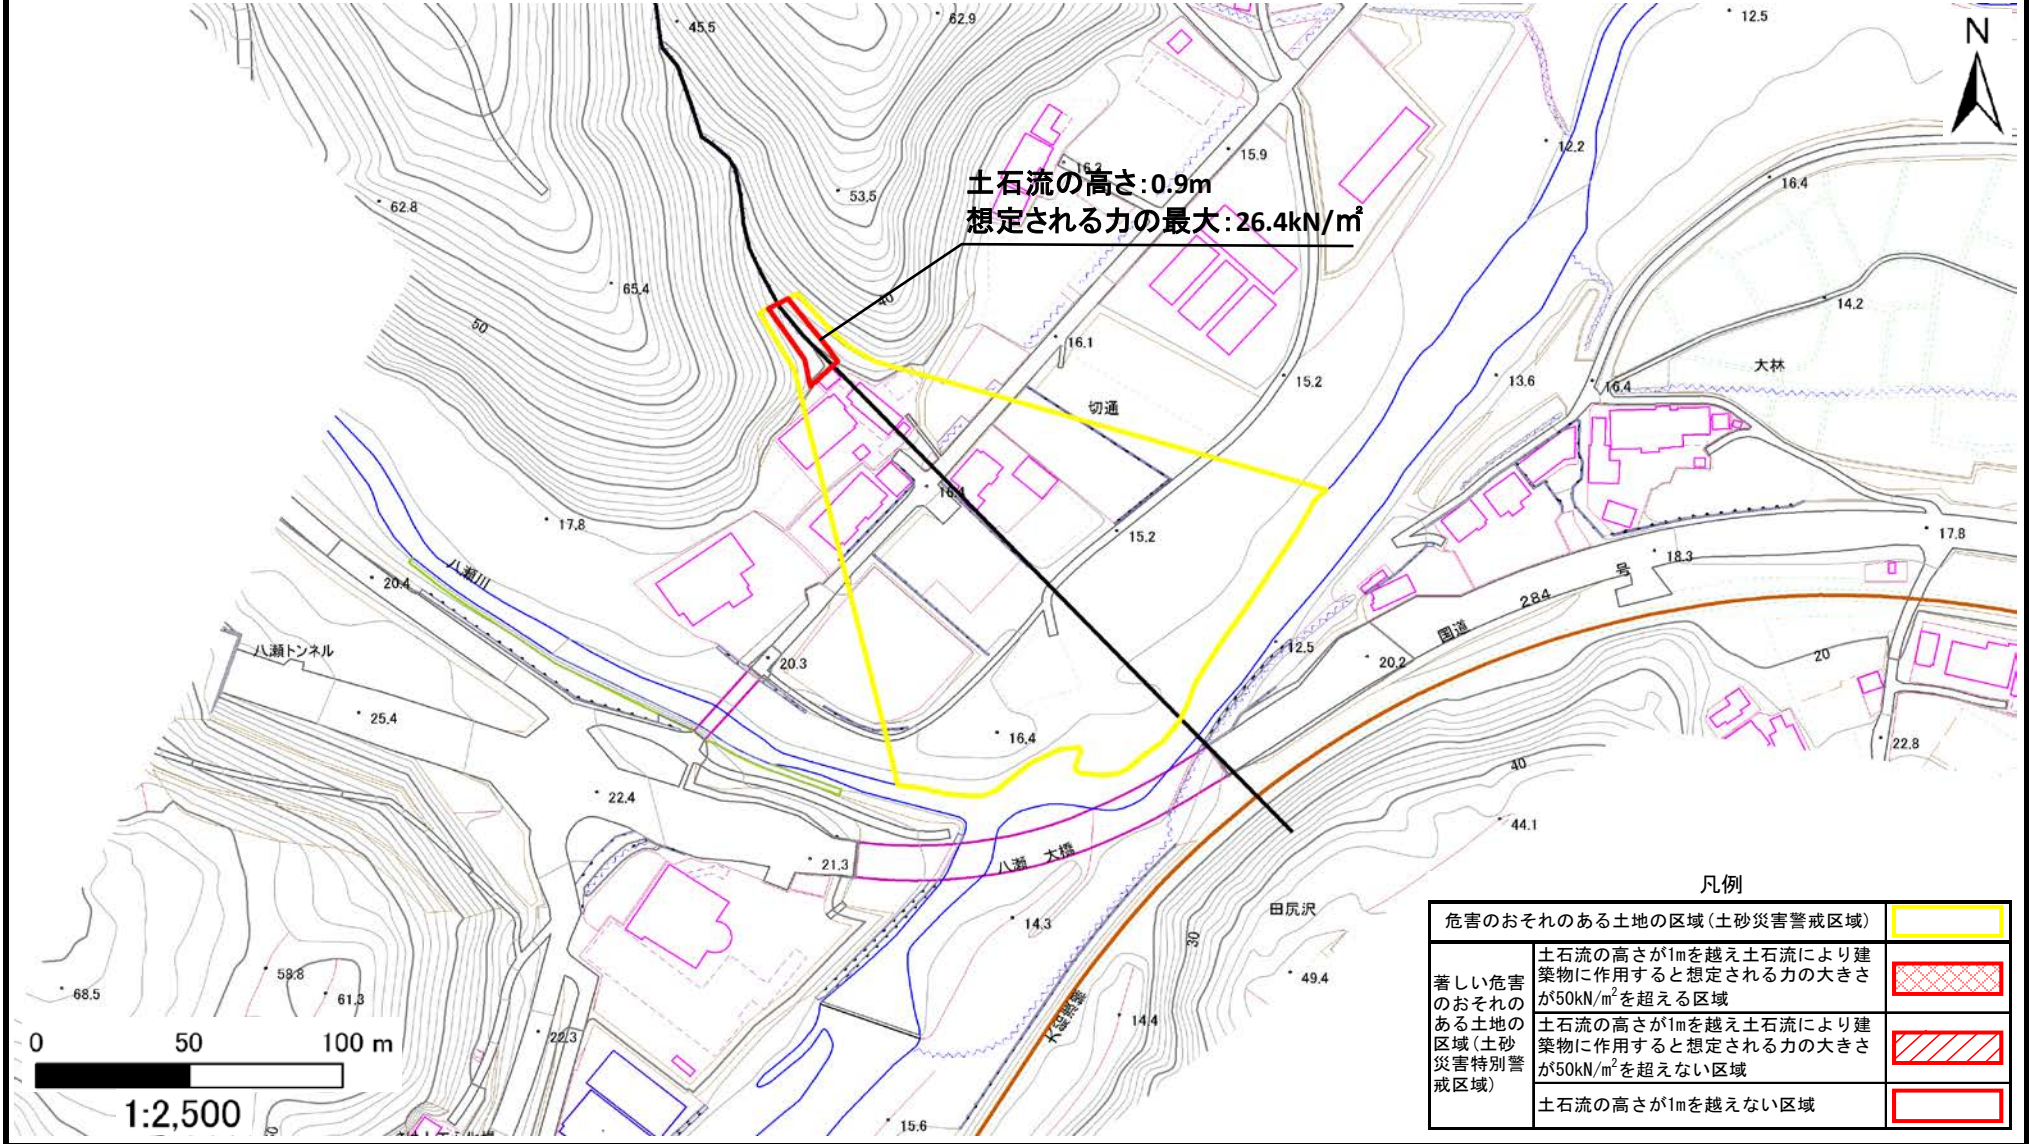 45.5
62.9
12.5
N
12.2
15.9
16.2
16.4
土石流の高さ:0.9m
想定される力の最大:26.4kN/㎡
53.5
62.8
65.4
40
50
14.2
16.1
大林
15.2
13.6
16.4
切通
16.4
17.8
15.2
17.8
18.3
号
284
国道
八瀬川
20.4
12.5
20.2
20
八瀬トンネル
20.3
25.4
16.4
22.8
40
22.4
44.1
21.3
八瀬 大橋
田尻沢
14.3
30
49.4
58.8
61.3
68.5
14.4
大船渡線
22.3
15.6
0 50 100 m
1:2,500
凡例
危害のおそれのある土地の区域(土砂災害警戒区域)
著しい危害
のおそれの
ある土地の
区域(土砂
災害特別警
戒区域)
土石流の高さが1mを越え土石流により建
築物に作用すると想定される力の大きさ
が50kN/m²を超える区域
土石流の高さが1mを越え土石流により建
築物に作用すると想定される力の大きさ
が50kN/m²を超えない区域
土石流の高さが1mを越えない区域